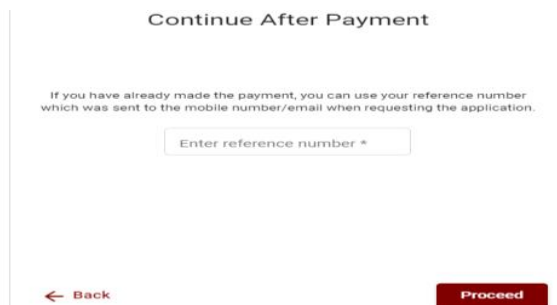 Continue After Payment
If you have already made the payment, you can use your reference number
which was sent to the mobile number/email when requesting the application.
Enter reference number *
← Back
Proceed